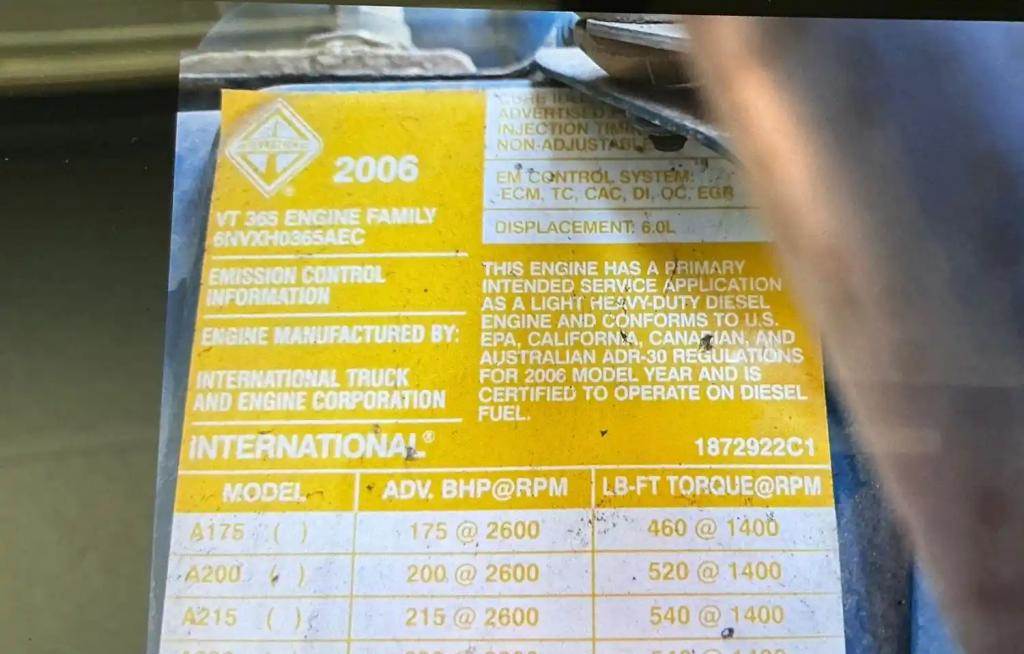 INTERNATIONAL
®
2006
VT 365 ENGINE FAMILY
6NVXH0365AEC
EMISSION CONTROL
INFORMATION
ENGINE MANUFACTURED BY:
INTERNATIONAL TRUCK
AND ENGINE CORPORATION
INTERNATIONAL®
ADVERTISED
INJECTION
NON-ADJUSTABLE
EM CONTROL SYSTEM:
ECM, TC, CAC, DI, OC, EGR
DISPLACEMENT: 6.0L
THIS ENGINE HAS A PRIMARY
INTENDED SERVICE APPLICATION
AS A LIGHT HEAVY-DUTY DIESEL
ENGINE AND CONFORMS TO U.S.
EPA, CALIFORNIA, CANADIAN, AND
AUSTRALIAN ADR-30 REGULATIONS
FOR 2006 MODEL YEAR AND IS
CERTIFIED TO OPERATE ON DIESEL
FUEL.
1872922C1
MODEL ADV. BHP@RPM LB-FT TORQUE@RPM
A175 ( ) 175 @ 2600 460 @ 1400
A200 ( ) 200 @ 2600 520 @ 1400
A215 ( ) 215 @ 2600 540 @ 1400